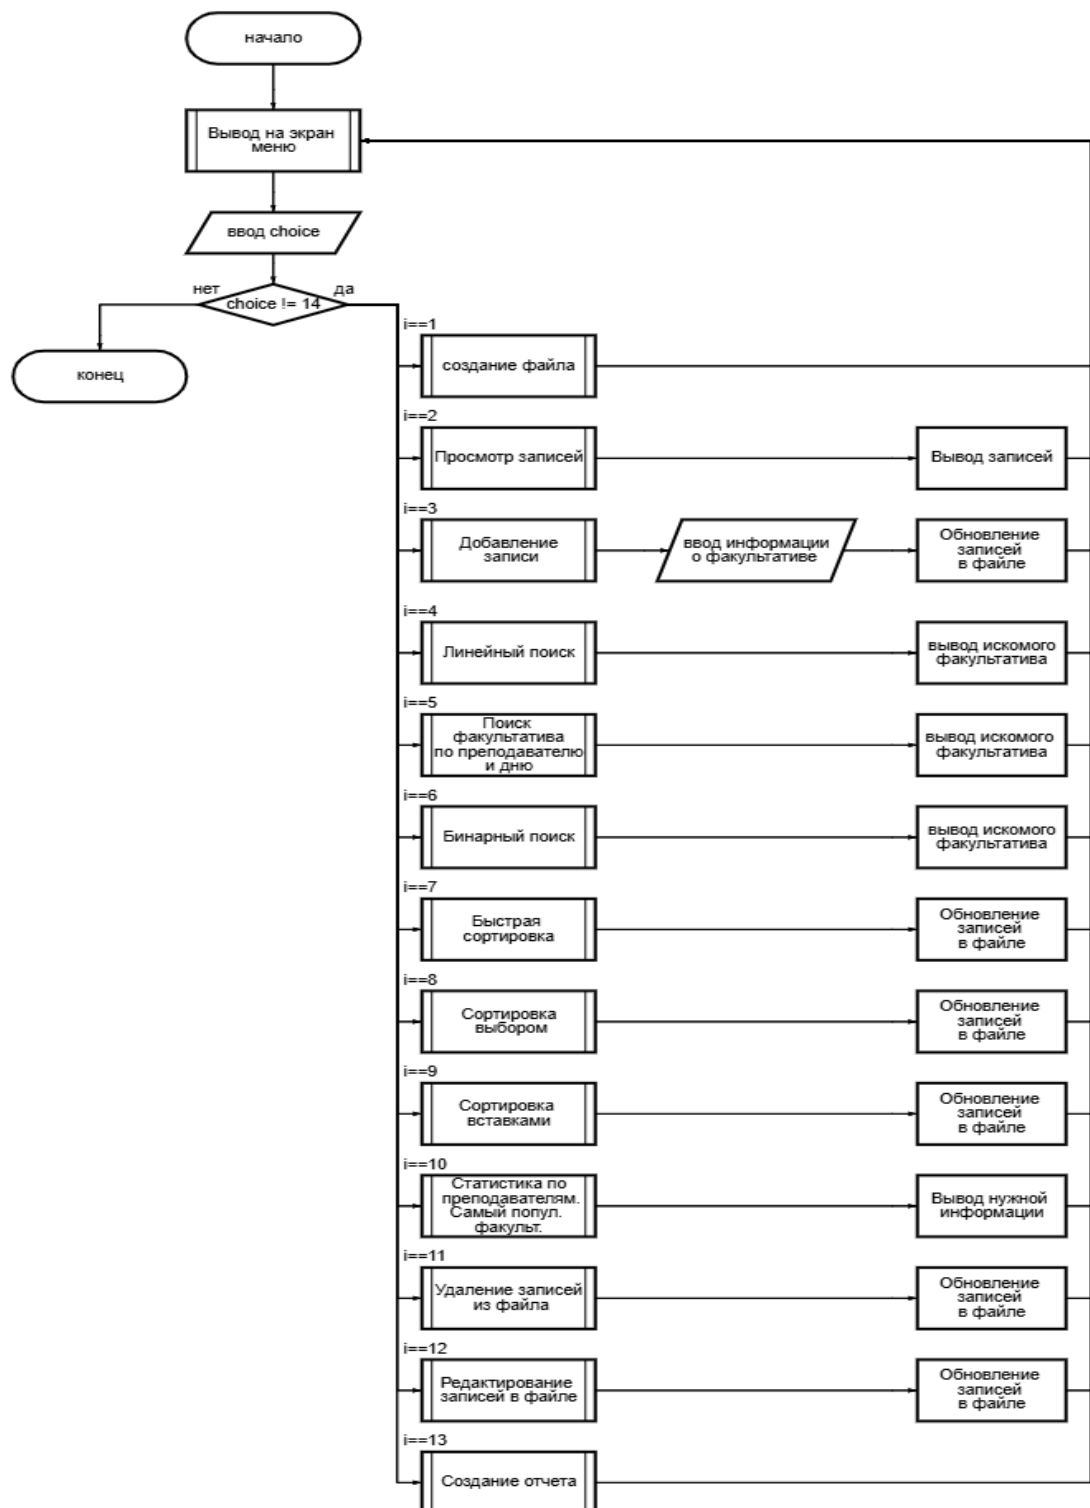 начало
Вывод на экран
меню
ввод choice
нет
да
choice != 14
конец
i==1
создание файла
i==2
Просмотр записей
Вывод записей
i==3
Добавление
записи
ввод информации
о факультативе
Обновление
записей
в файле
i==4
Линейный поиск
вывод искомого
факультатива
i==5
Поиск
факультатива
по преподавателю
и дню
вывод искомого
факультатива
i==6
Бинарный поиск
вывод искомого
факультатива
i==7
Быстрая
сортировка
Обновление
записей
в файле
i==8
Сортировка
выбором
Обновление
записей
в файле
i==9
Сортировка
вставками
Обновление
записей
в файле
i==10
Статистика по
преподавателям.
Самый попул.
факульт.
Вывод нужной
информации
i==11
Удаление записей
из файла
Обновление
записей
в файле
i==12
Редактирование
записей в файле
Обновление
записей
в файле
i==13
Создание отчета